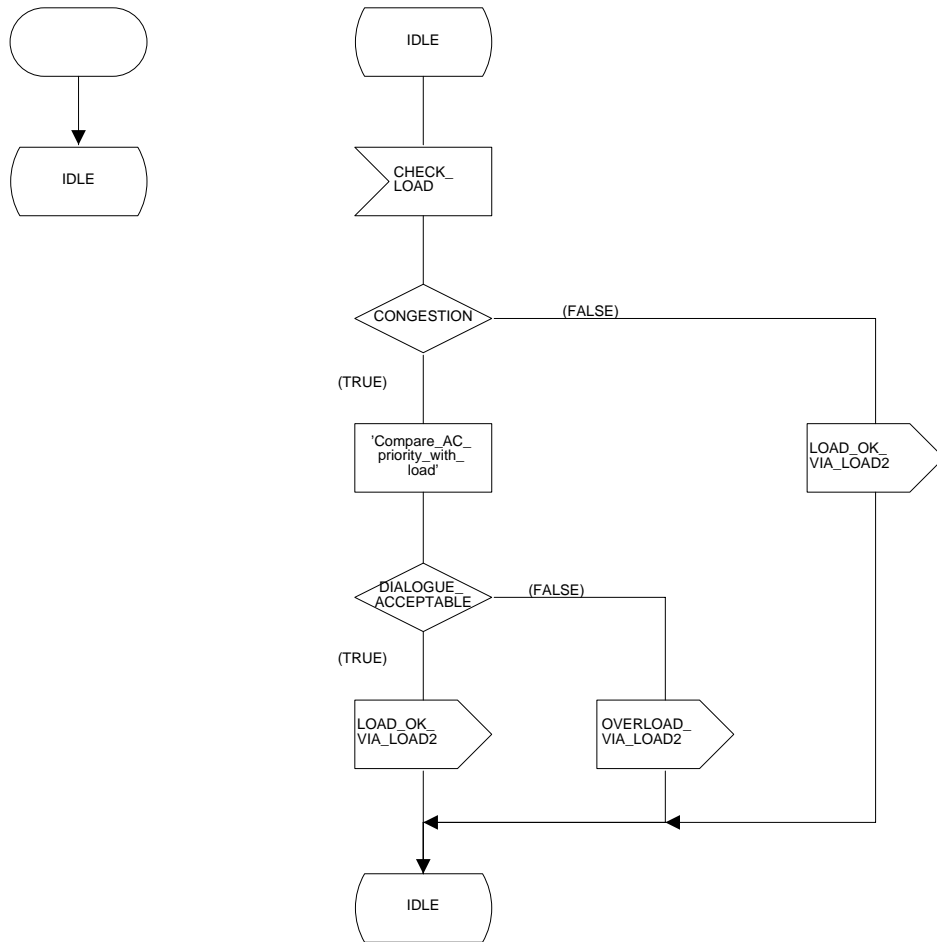 IDLE
IDLE
CHECK_
LOAD
CONGESTION
(FALSE)
(TRUE)
'Compare_AC_
priority_with_
load'
LOAD_OK_
VIA_LOAD2
DIALOGUE_
ACCEPTABLE
(FALSE)
(TRUE)
LOAD_OK_
VIA_LOAD2
OVERLOAD_
VIA_LOAD2
IDLE